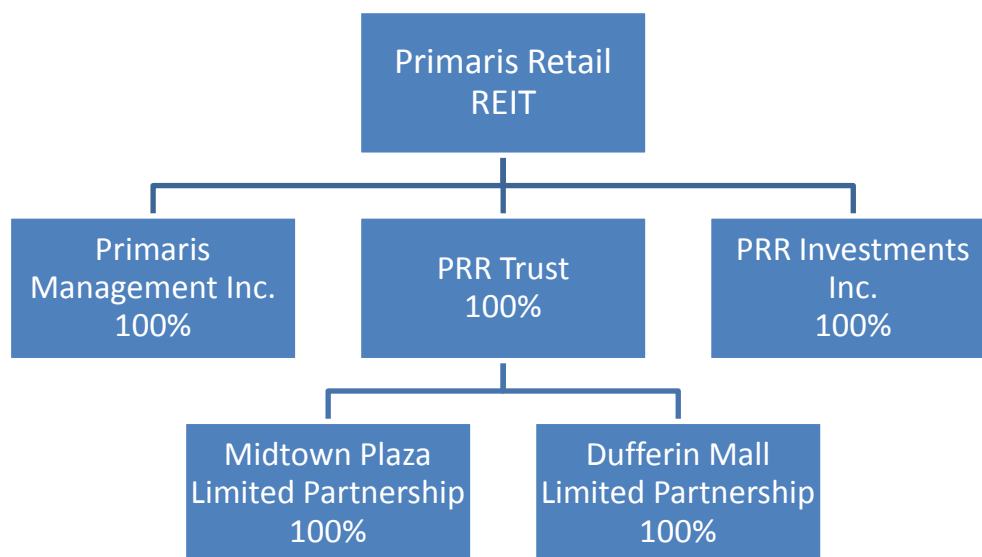 Primaris Retail
REIT
Primaris
Management Inc.
100%
PRR Trust
100%
PRR Investments
Inc.
100%
Midtown Plaza
Limited Partnership
100%
Dufferin Mall
Limited Partnership
100%